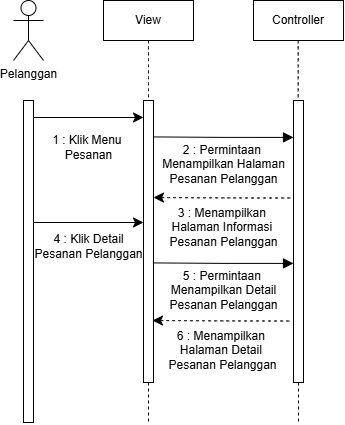 View
Controller
Pelanggan
1 : Klik Menu
Pesanan
2 : Permintaan
Menampilkan Halaman
Pesanan Pelanggan
3 : Menampilkan
Halaman Informasi
Pesanan Pelanggan
4 : Klik Detail
Pesanan Pelanggan
5 : Permintaan
Menampilkan Detail
Pesanan Pelanggan
6 : Menampilkan
Halaman Detail
Pesanan Pelanggan